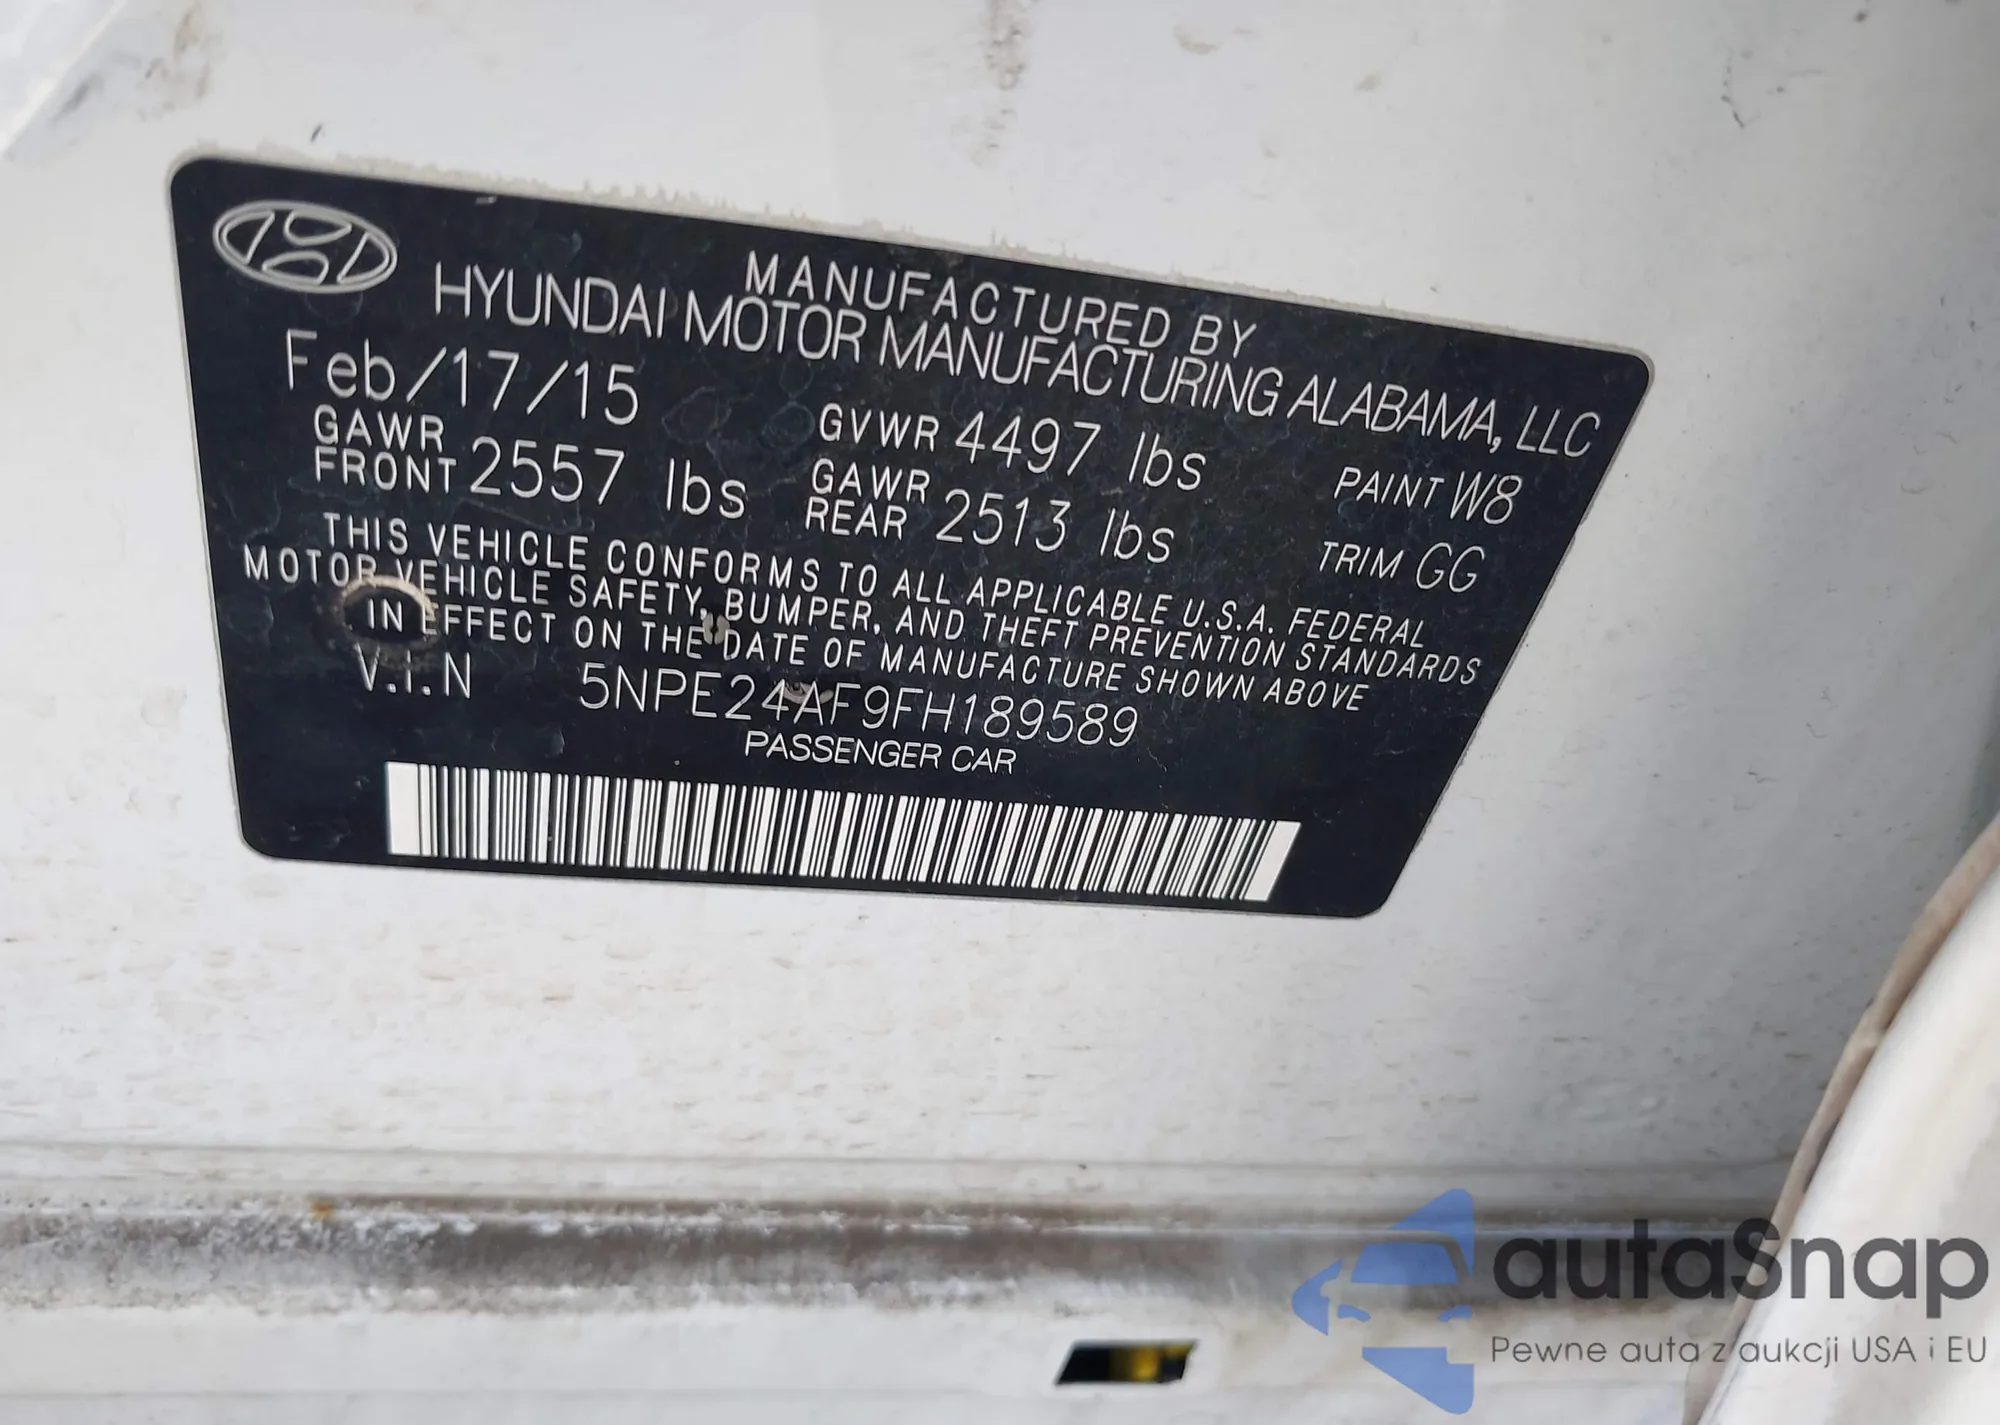 MANUFACTURED BY
HYUNDAI MOTOR MANUFACTURING ALABAMA, LLC
Feb/17/15
GVWR 4497 lbs
PAINT W8
GAWR FRONT 2557 lbs
GAWR REAR 2513 lbs
TRIM GG
THIS VEHICLE CONFORMS TO ALL APPLICABLE U.S.A. FEDERAL
MOTOR VEHICLE SAFETY, BUMPER, AND THEFT PREVENTION STANDARDS
IN EFFECT ON THE DATE OF MANUFACTURE SHOWN ABOVE
V.i.N 5NPE24AF9FH189589
PASSENGER CAR
autaSnap
Pewne auta z aukcji USA i EU